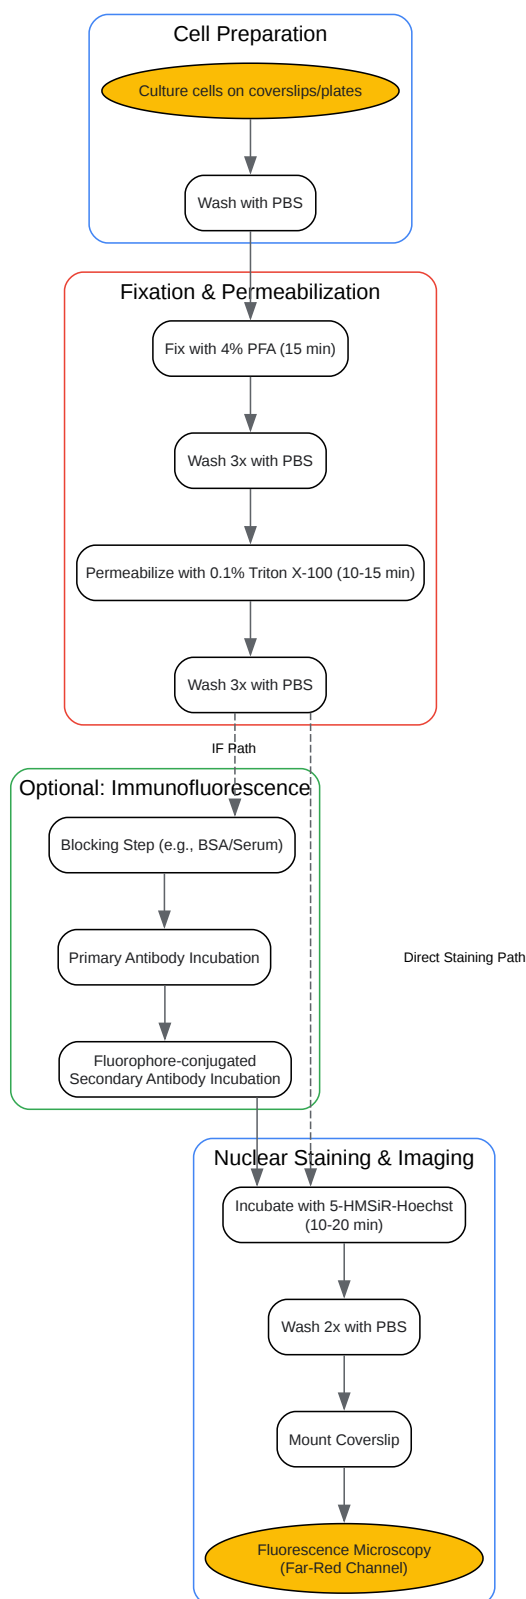 Cell Preparation
Culture cells on coverslips/plates
Wash with PBS
Fixation & Permeabilization
Fix with 4% PFA (15 min)
Wash 3x with PBS
Permeabilize with 0.1% Triton X-100 (10-15 min)
Wash 3x with PBS
IF Path
Optional: Immunofluorescence
Blocking Step (e.g., BSA/Serum)
Primary Antibody Incubation
Direct Staining Path
Fluorophore-conjugated
Secondary Antibody Incubation
Nuclear Staining & Imaging
Incubate with 5-HMSiR-Hoechst
(10-20 min)
Wash 2x with PBS
Mount Coverslip
Fluorescence Microscopy
(Far-Red Channel)